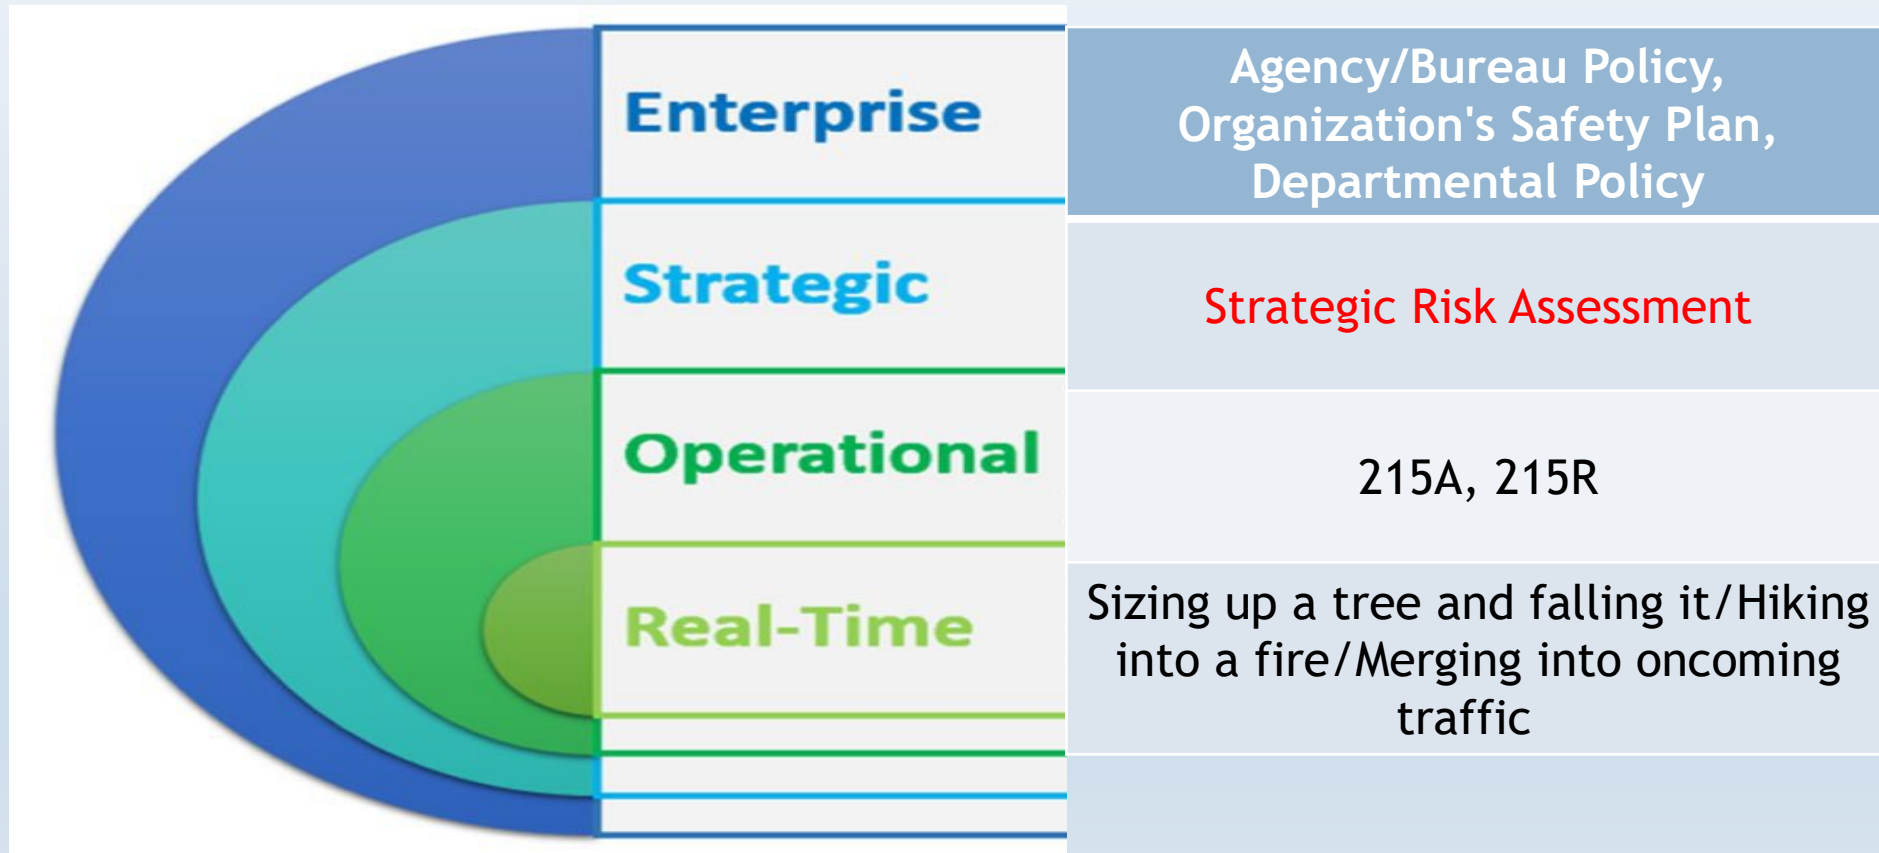 Enterprise
Agency/Bureau Policy,
Organization's Safety Plan,
Departmental Policy
Strategic
Strategic Risk Assessment
Operational
215A, 215R
Real-Time
Sizing up a tree and falling it/Hiking
into a fire/Merging into oncoming
traffic